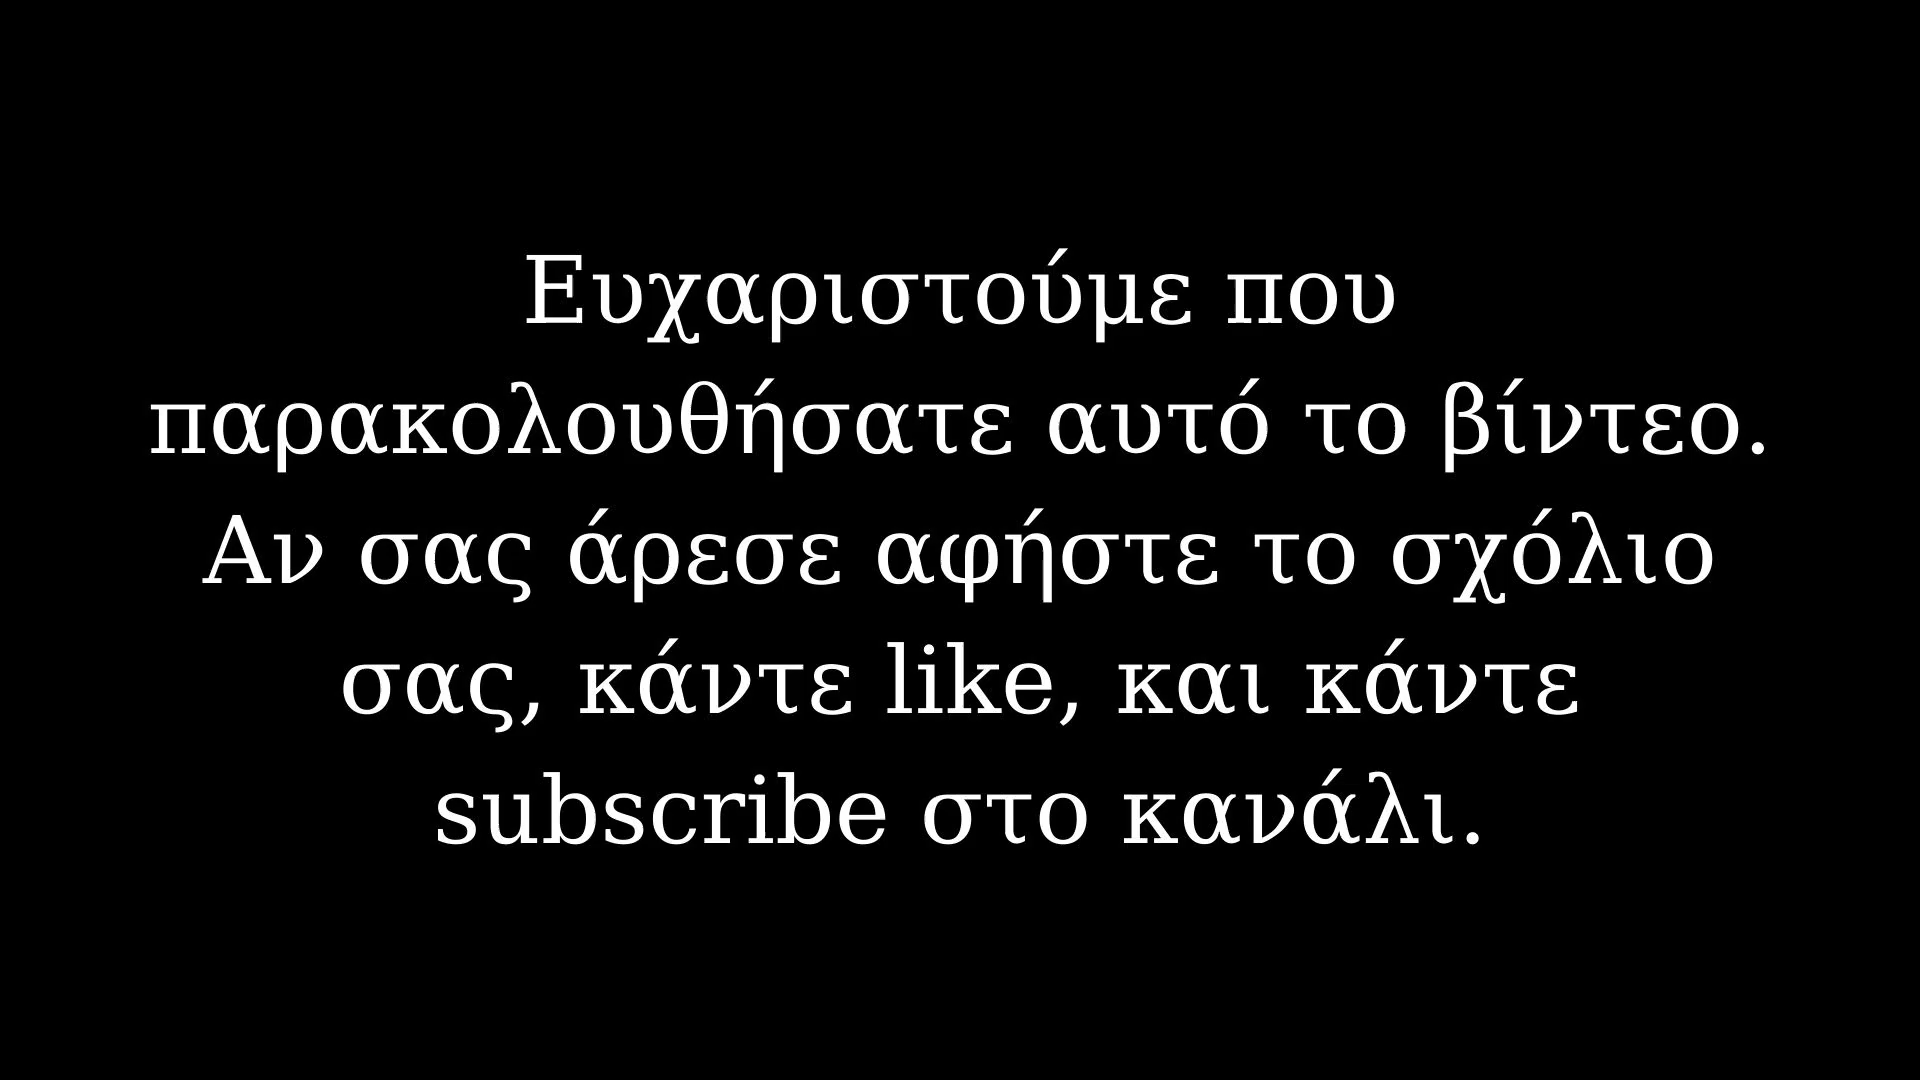 Ευχαριστούμε που
παρακολουθήσατε αυτό το βίντεο.
Αν σας άρεσε αφήστε το σχόλιο
σας, κάντε like, και κάντε
subscribe στο κανάλι.